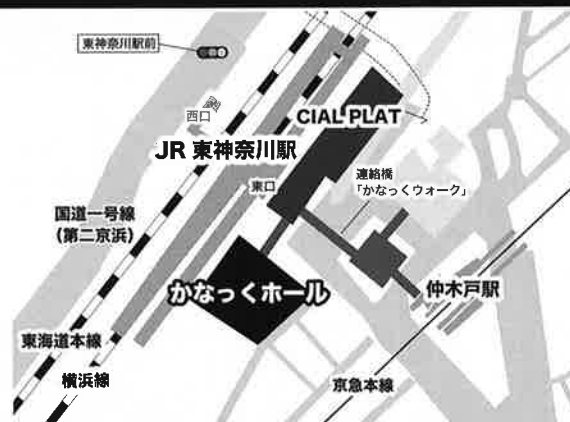 東神奈川駅前
西口
CIAL PLAT
JR 東神奈川駅
連絡橋
「かなっくウォーク」
東口
国道一号線
(第二京浜)
かなっくホール
仲木戸駅
東海道本線
横浜線
京急本線